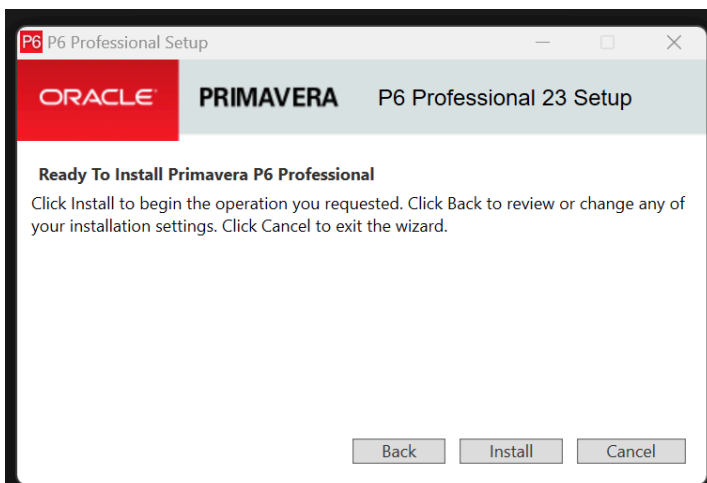 P6 P6 Professional Setup
ORACLE PRIMAVERA P6 Professional 23 Setup
Ready To Install Primavera P6 Professional
Click Install to begin the operation you requested. Click Back to review or change any of
your installation settings. Click Cancel to exit the wizard.
Back Install Cancel